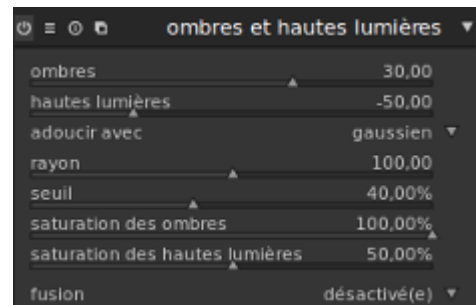 ombres et hautes lumières
ombres 30,00
hautes lumières -50,00
adoucir avec gaussien
rayon 100,00
seuil 40,00%
saturation des ombres 100,00%
saturation des hautes lumières 50,00%
fusion désactivé(e)